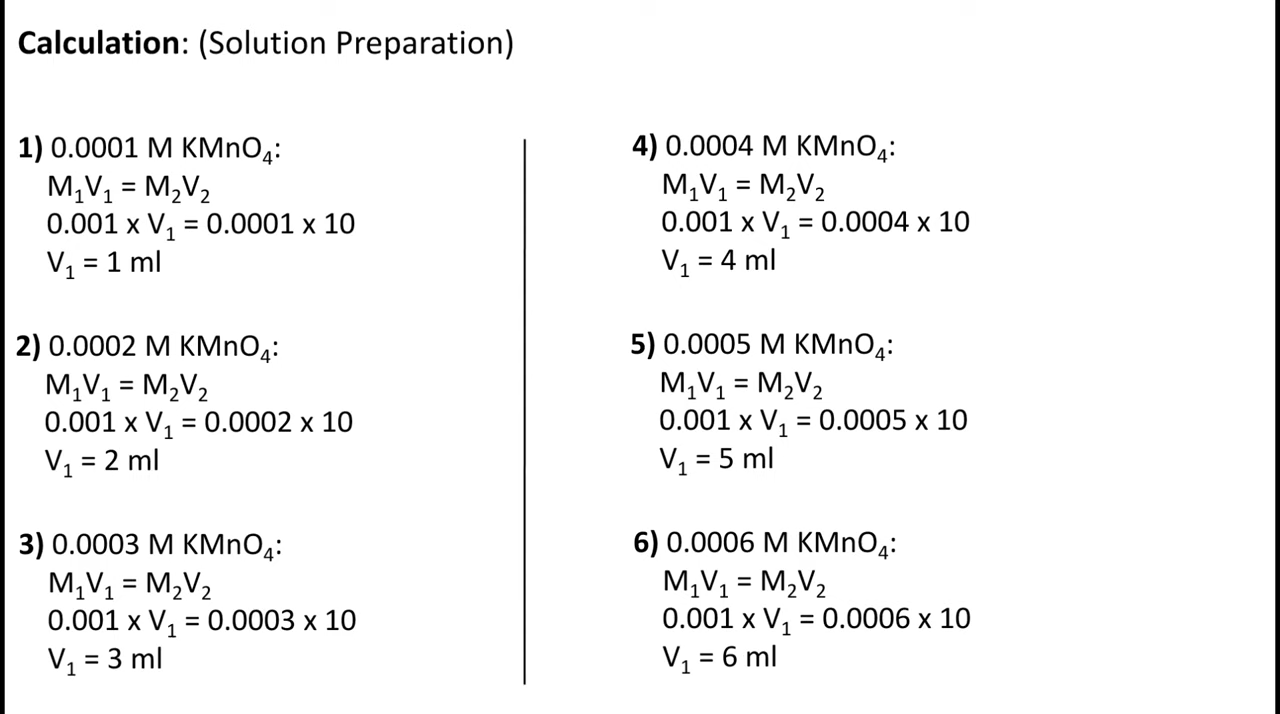 Calculation: (Solution Preparation)
1) 0.0001 M KMnO₄:
M₁V₁ = M₂V₂
0.001 x V₁ = 0.0001 x 10
V₁ = 1 ml
2) 0.0002 M KMnO₄:
M₁V₁ = M₂V₂
0.001 x V₁ = 0.0002 x 10
V₁ = 2 ml
3) 0.0003 M KMnO₄:
M₁V₁ = M₂V₂
0.001 x V₁ = 0.0003 x 10
V₁ = 3 ml
4) 0.0004 M KMnO₄:
M₁V₁ = M₂V₂
0.001 x V₁ = 0.0004 x 10
V₁ = 4 ml
5) 0.0005 M KMnO₄:
M₁V₁ = M₂V₂
0.001 x V₁ = 0.0005 x 10
V₁ = 5 ml
6) 0.0006 M KMnO₄:
M₁V₁ = M₂V₂
0.001 x V₁ = 0.0006 x 10
V₁ = 6 ml